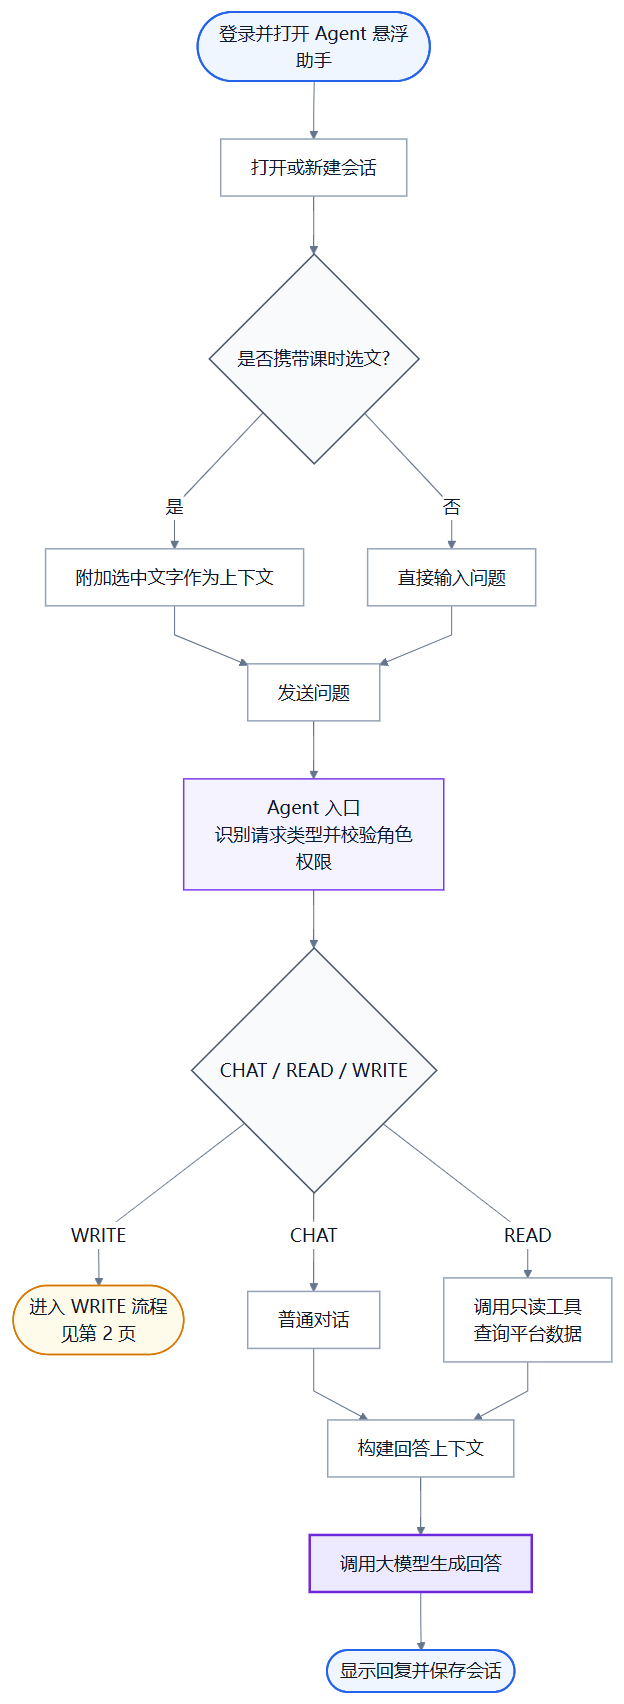 登录并打开 Agent 悬浮
助手
打开或新建会话
是否携带课时选文?
是
否
附加选中文字作为上下文
直接输入问题
发送问题
Agent 入口
识别请求类型并校验角色
权限
CHAT / READ / WRITE
WRITE
CHAT
READ
进入 WRITE 流程
见第 2 页
普通对话
调用只读工具
查询平台数据
构建回答上下文
调用大模型生成回答
显示回复并保存会话